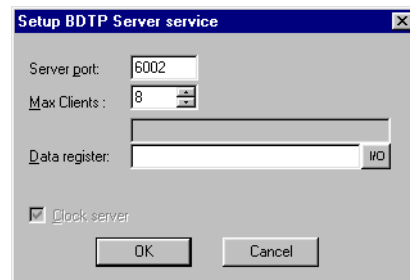 Setup BDTP Server service
Server port: 6002
Max Clients : 8
Data register: I/O
Clock server
OK Cancel